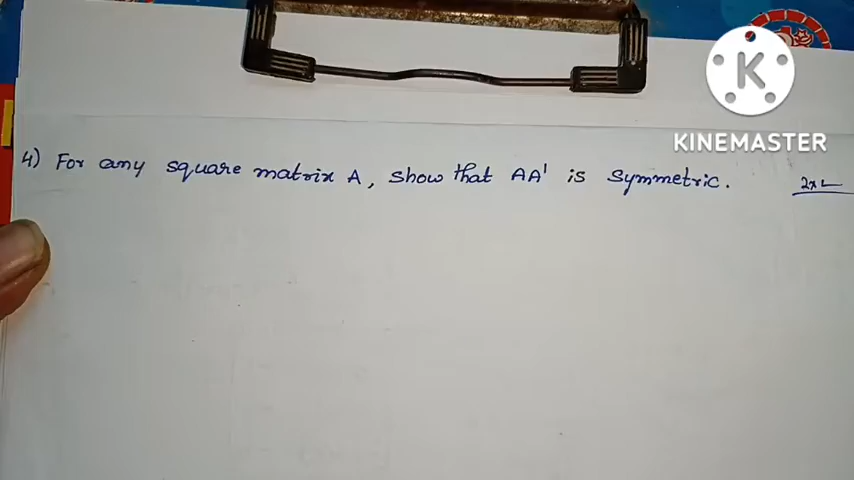 KINEMASTER
4) For any square matrix A, show that AA' is symmetric.